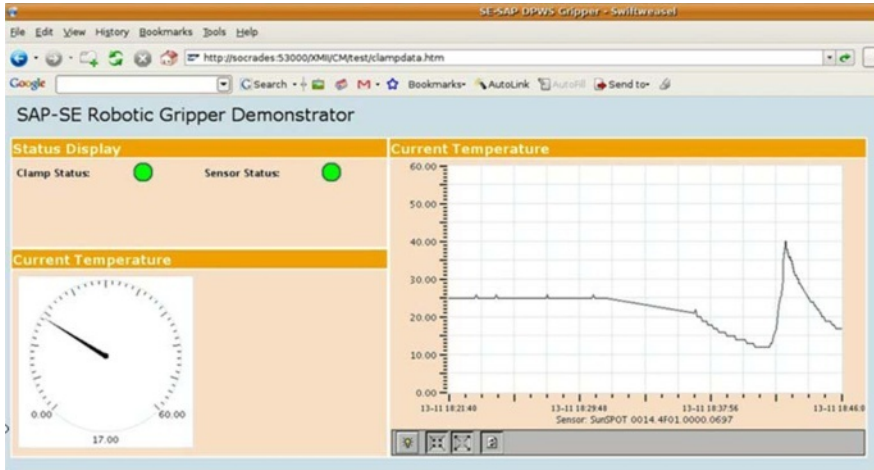 SE-SAP DPWS Gripper - Swiftweasel
File Edit View History Bookmarks Tools Help
http://socrades:53000/XMII/CM/test/clampdata.htm
Google Search Bookmarks AutoLink AutoFill Send to
SAP-SE Robotic Gripper Demonstrator
Status Display
Clamp Status: Sensor Status:
Current Temperature
0.00 60.00
17.00
Current Temperature
60.00
50.00
40.00
30.00
20.00
10.00
0.00
13-11 18:21:40 13-11 18:29:48 13-11 18:37:56 13-11 18:46:0
Sensor: SunSPOT 0014.4F01.0000.0697